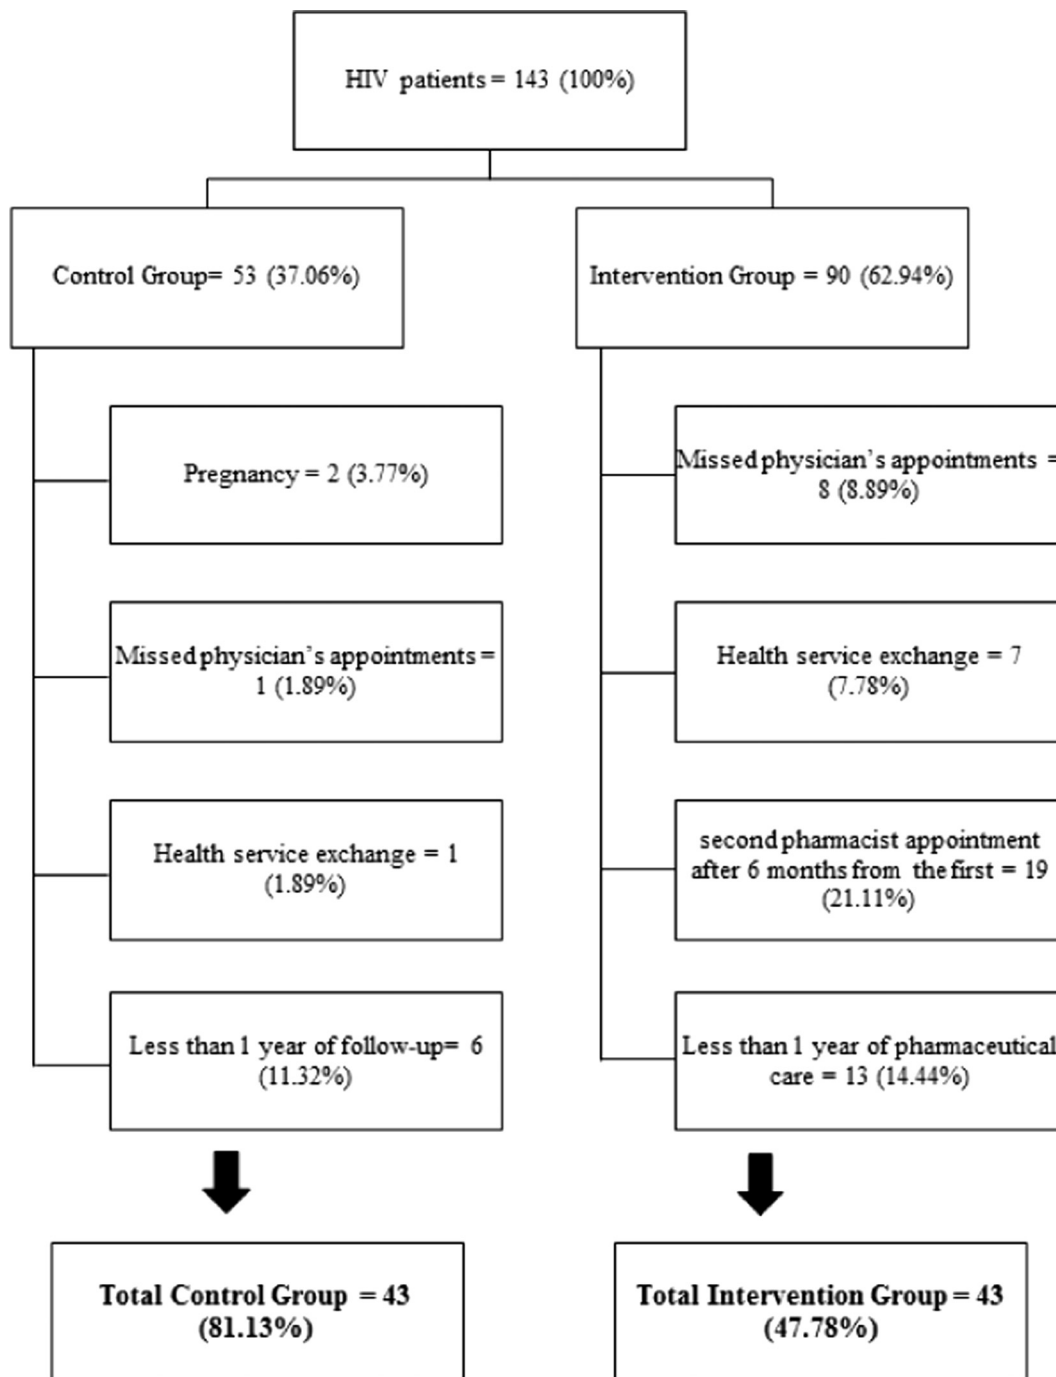 HIV patients = 143 (100%)
Control Group= 53 (37.06%)
Intervention Group = 90 (62.94%)
Pregnancy = 2 (3.77%)
Missed physician's appointments =
1 (1.89%)
Health service exchange = 1
(1.89%)
Less than 1 year of follow-up= 6
(11.32%)
Total Control Group = 43
(81.13%)
Missed physician's appointments =
8 (8.89%)
Health service exchange = 7
(7.78%)
second pharmacist appointment
after 6 months from the first = 19
(21.11%)
Less than 1 year of pharmaceutical
care = 13 (14.44%)
Total Intervention Group = 43
(47.78%)